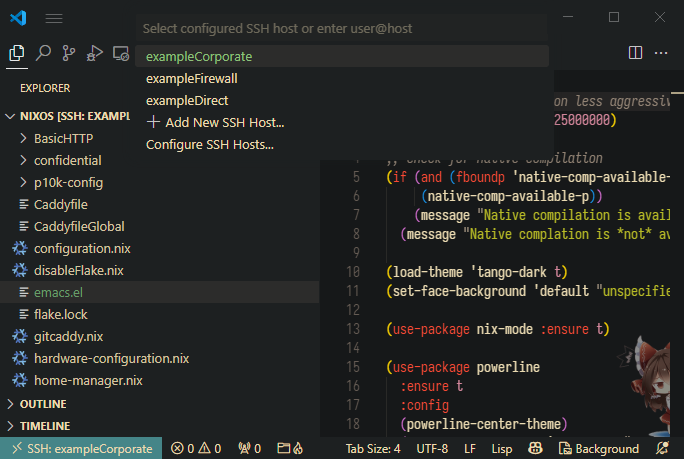 Select configured SSH host or enter user@host
exampleCorporate
exampleFirewall
exampleDirect
Add New SSH Host...
Configure SSH Hosts...
EXPLORER
NIXOS [SSH: EXAMPL
BasicHTTP
confidential
p10k-config
Caddyfile
CaddyfileGlobal
configuration.nix
disableFlake.nix
emacs.el
flake.lock
gitcaddy.nix
hardware-configuration.nix
home-manager.nix
OUTLINE
TIMELINE
on less aggressiv
25000000)
4 ;; Check for native compilation
5 (if (and (fboundp 'native-comp-available-
6 (native-comp-available-p))
7 (message "Native compilation is avail
8 (message "Native complation is *not* av
9
10 (load-theme 'tango-dark t)
11 (set-face-background 'default "unspecifie
12
13 (use-package nix-mode :ensure t)
14
15 (use-package powerline
16 :ensure t
17 :config
18 (powerline-center-theme)
SSH: exampleCorporate 0 0 0 Tab Size: 4 UTF-8 LF Lisp Background